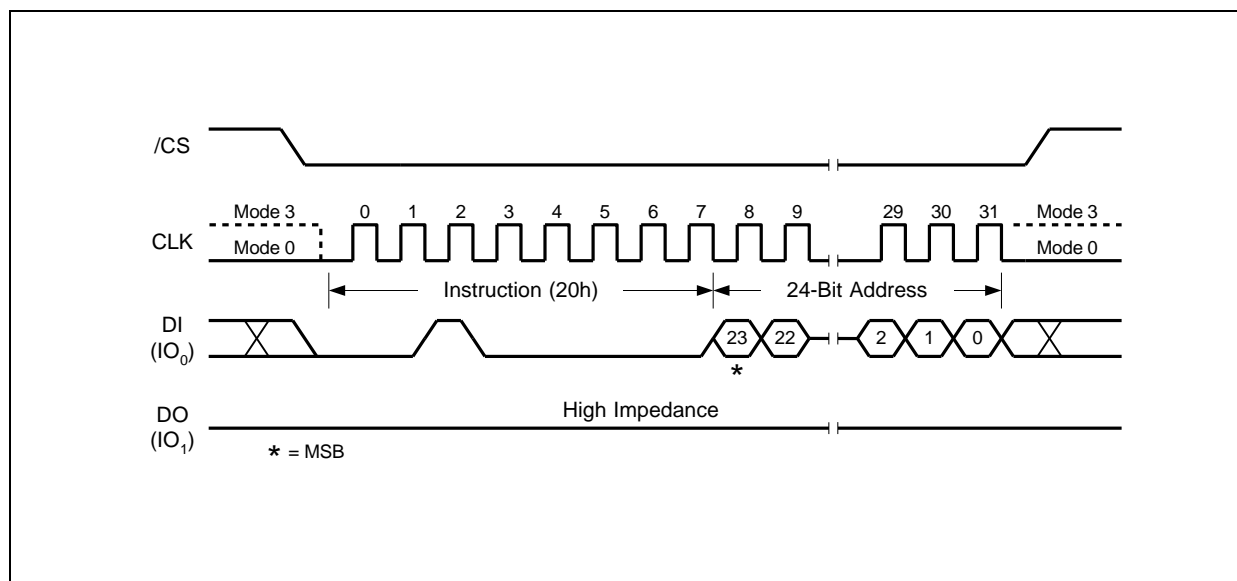 /CS
Mode 3 0 1 2 3 4 5 6 7 8 9 29 30 31 Mode 3
CLK Mode 0 Mode 0
Instruction (20h) 24-Bit Address
DI
(IO0) 23 22 2 1 0
*
DO High Impedance
(IO1)
* = MSB